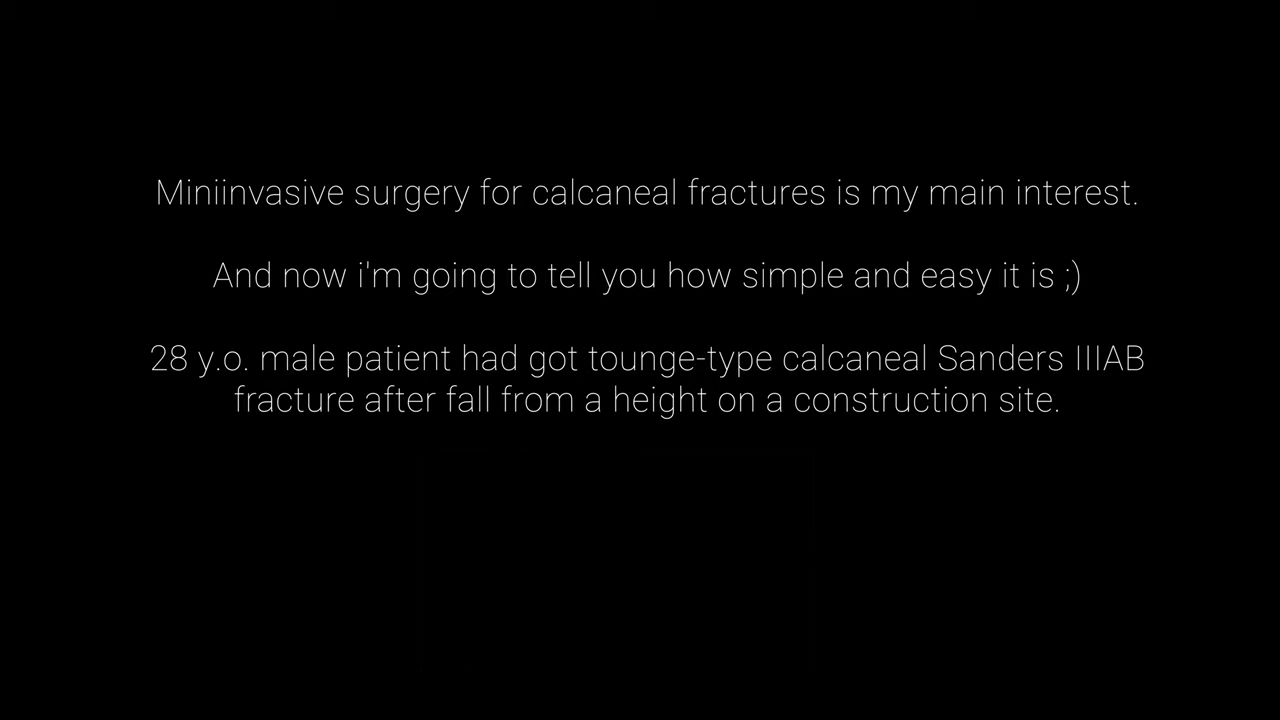 Miniinvasive surgery for calcaneal fractures is my main interest.
And now i'm going to tell you how simple and easy it is ;)
28 y.o. male patient had got tounge-type calcaneal Sanders IIIAB
fracture after fall from a height on a construction site.